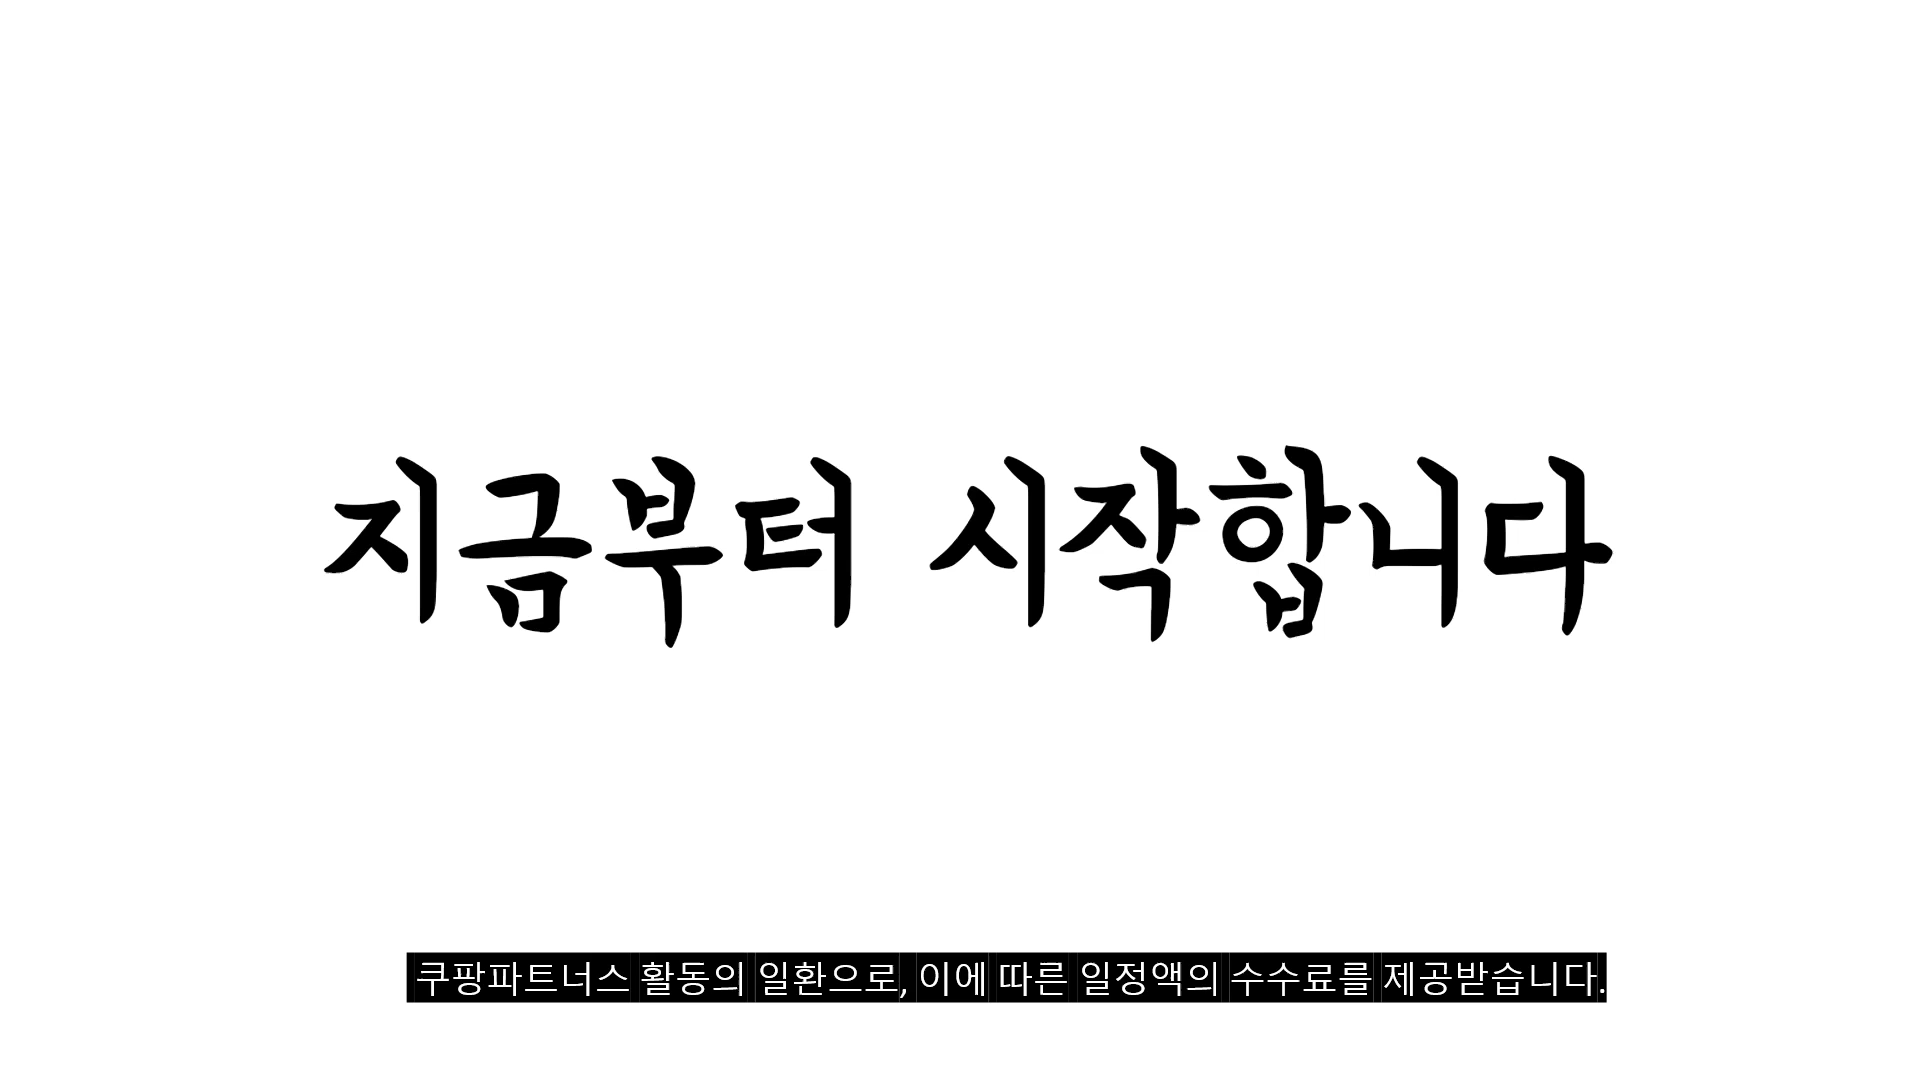 지금부터 시작합니다
쿠팡파트너스 활동의 일환으로, 이에 따른 일정액의 수수료를 제공받습니다.